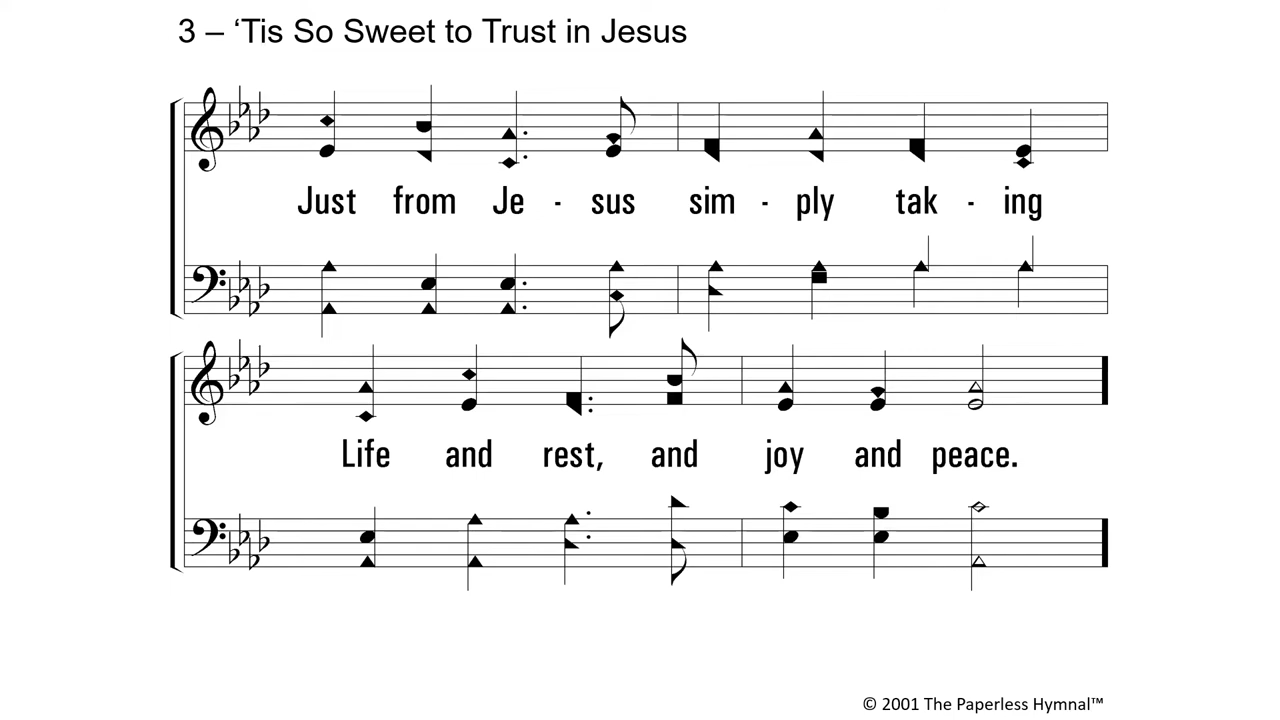 3 – ‘Tis So Sweet to Trust in Jesus
Just from Je - sus sim - ply tak - ing
Life and rest, and joy and peace.
© 2001 The Paperless Hymnal™